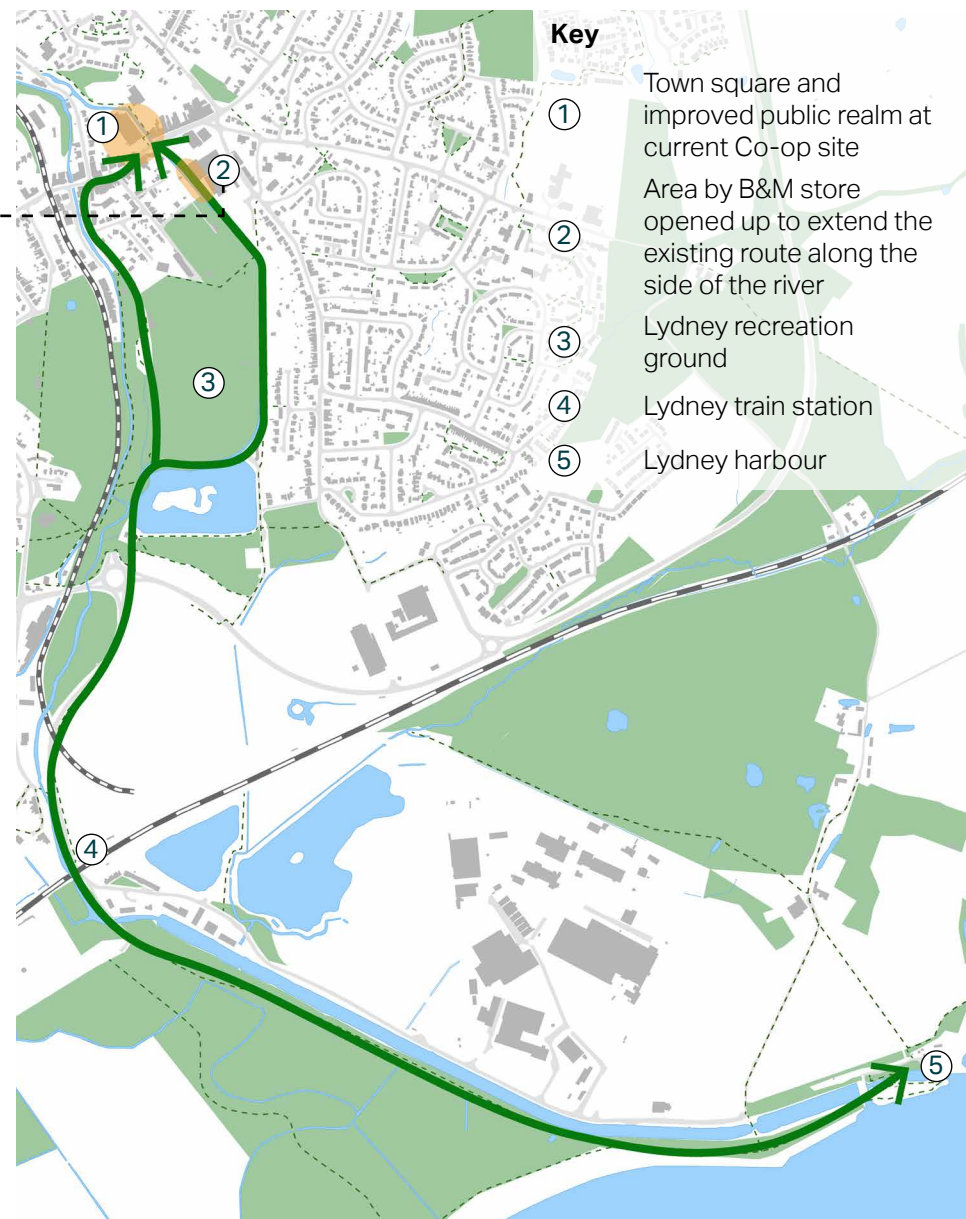 Key
1
Town square and
improved public realm at
current Co-op site
2
Area by B&M store
opened up to extend the
existing route along the
side of the river
3
Lydney recreation
ground
4
Lydney train station
5
Lydney harbour
1
2
3
4
5